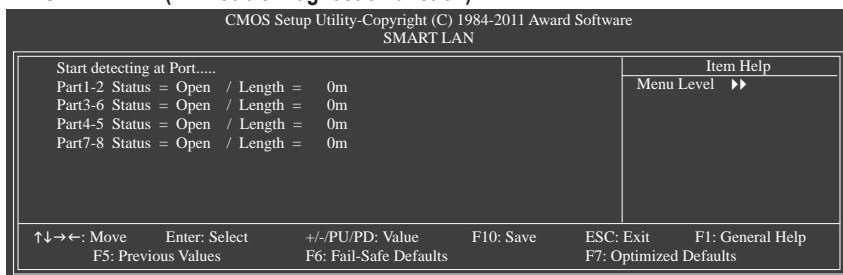 CMOS Setup Utility-Copyright (C) 1984-2011 Award Software
SMART LAN
Start detecting at Port.....
Part1-2 Status = Open / Length = 0m
Part3-6 Status = Open / Length = 0m
Part4-5 Status = Open / Length = 0m
Part7-8 Status = Open / Length = 0m
Item Help
Menu Level ▶▶
↑↓→←: Move Enter: Select +/-/PU/PD: Value F10: Save ESC: Exit F1: General Help
F5: Previous Values F6: Fail-Safe Defaults F7: Optimized Defaults